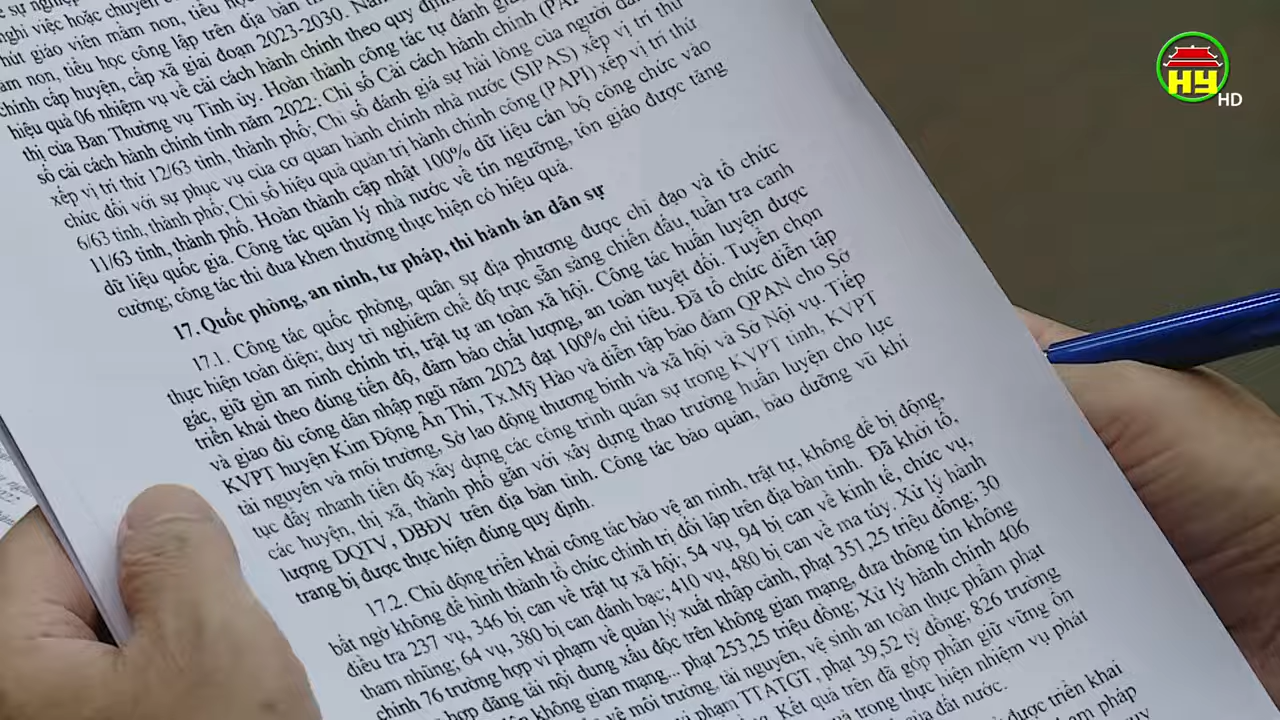 nghỉ việc hoặc chuyển
hút giáo viên mầm non, tiểu học
mầm non, tiểu học công lập trên địa bàn
chính cấp huyện, cấp xã giai đoạn 2023-2030.
hiệu quả 06 nhiệm vụ về cải cách hành chính theo quy định
thị của Ban Thường vụ Tỉnh ủy. Hoàn thành công tác tự đánh giá
số cải cách hành chính tỉnh năm 2022: Chỉ số Cải cách hành chính
xếp vị trí thứ 12/63 tỉnh, thành phố; Chỉ số đánh giá sự hài lòng của người dân
chức đối với sự phục vụ của cơ quan hành chính nhà nước (SIPAS) xếp vị trí thứ
6/63 tỉnh, thành phố; Chỉ số hiệu quả quản trị hành chính công (PAPI) xếp vị trí thứ
11/63 tỉnh, thành phố. Hoàn thành cập nhật 100% dữ liệu cán bộ công chức vào
dữ liệu quốc gia. Công tác quản lý nhà nước về tín ngưỡng, tôn giáo được tăng
cường; công tác thi đua khen thưởng thực hiện có hiệu quả.
17. Quốc phòng, an ninh, tư pháp, thi hành án dân sự
17.1. Công tác quốc phòng, quân sự địa phương được chỉ đạo và tổ chức
thực hiện toàn diện; duy trì nghiêm chế độ trực sẵn sàng chiến đấu, tuần tra canh
gác, giữ gìn an ninh chính trị, trật tự an toàn xã hội. Công tác huấn luyện được
triển khai theo đúng tiến độ, đảm bảo chất lượng, an toàn tuyệt đối. Tuyển chọn
và giao đủ công dân nhập ngũ năm 2023 đạt 100% chỉ tiêu. Đã tổ chức diễn tập
KVPT huyện Kim Động Ân Thi, Tx.Mỹ Hào và diễn tập bảo đảm QPAN cho Sở
tài nguyên và môi trường, Sở lao động thương binh và xã hội và Sở Nội vụ. Tiếp
tục đẩy nhanh tiến độ xây dựng các công trình quân sự trong KVPT tỉnh, KVPT
các huyện, thị xã, thành phố gắn với xây dựng thao trường huấn luyện cho lực
lượng DQTV, DBĐV trên địa bàn tỉnh. Công tác bảo quản, bảo dưỡng vũ khí
trang bị được thực hiện đúng quy định.
17.2. Chủ động triển khai công tác bảo vệ an ninh, trật tự, không để bị động,
bất ngờ không để hình thành tổ chức chính trị đối lập trên địa bàn tỉnh. Đã khởi tố,
điều tra 237 vụ, 346 bị can về trật tự xã hội; 54 vụ, 94 bị can về kinh tế, chức vụ,
tham nhũng; 64 vụ, 380 bị can đánh bạc; 410 vụ, 480 bị can về ma túy. Xử lý hành
chính 76 trường hợp vi phạm về quản lý xuất nhập cảnh, phạt 351,25 triệu đồng; 30
hợp đăng tải nội dung xấu độc trên không gian mạng, đưa thông tin không
không gian mạng... phạt 253,25 triệu đồng; Xử lý hành chính 406
về môi trường, tài nguyên, vệ sinh an toàn thực phẩm phạt
phạm TTATGT, phạt 39,52 tỷ đồng; 826 trường
Kết quả trên đã góp phần giữ vững ổn
trong thực hiện nhiệm vụ phát
của đất nước.
được triển khai
pháp
HY
HD